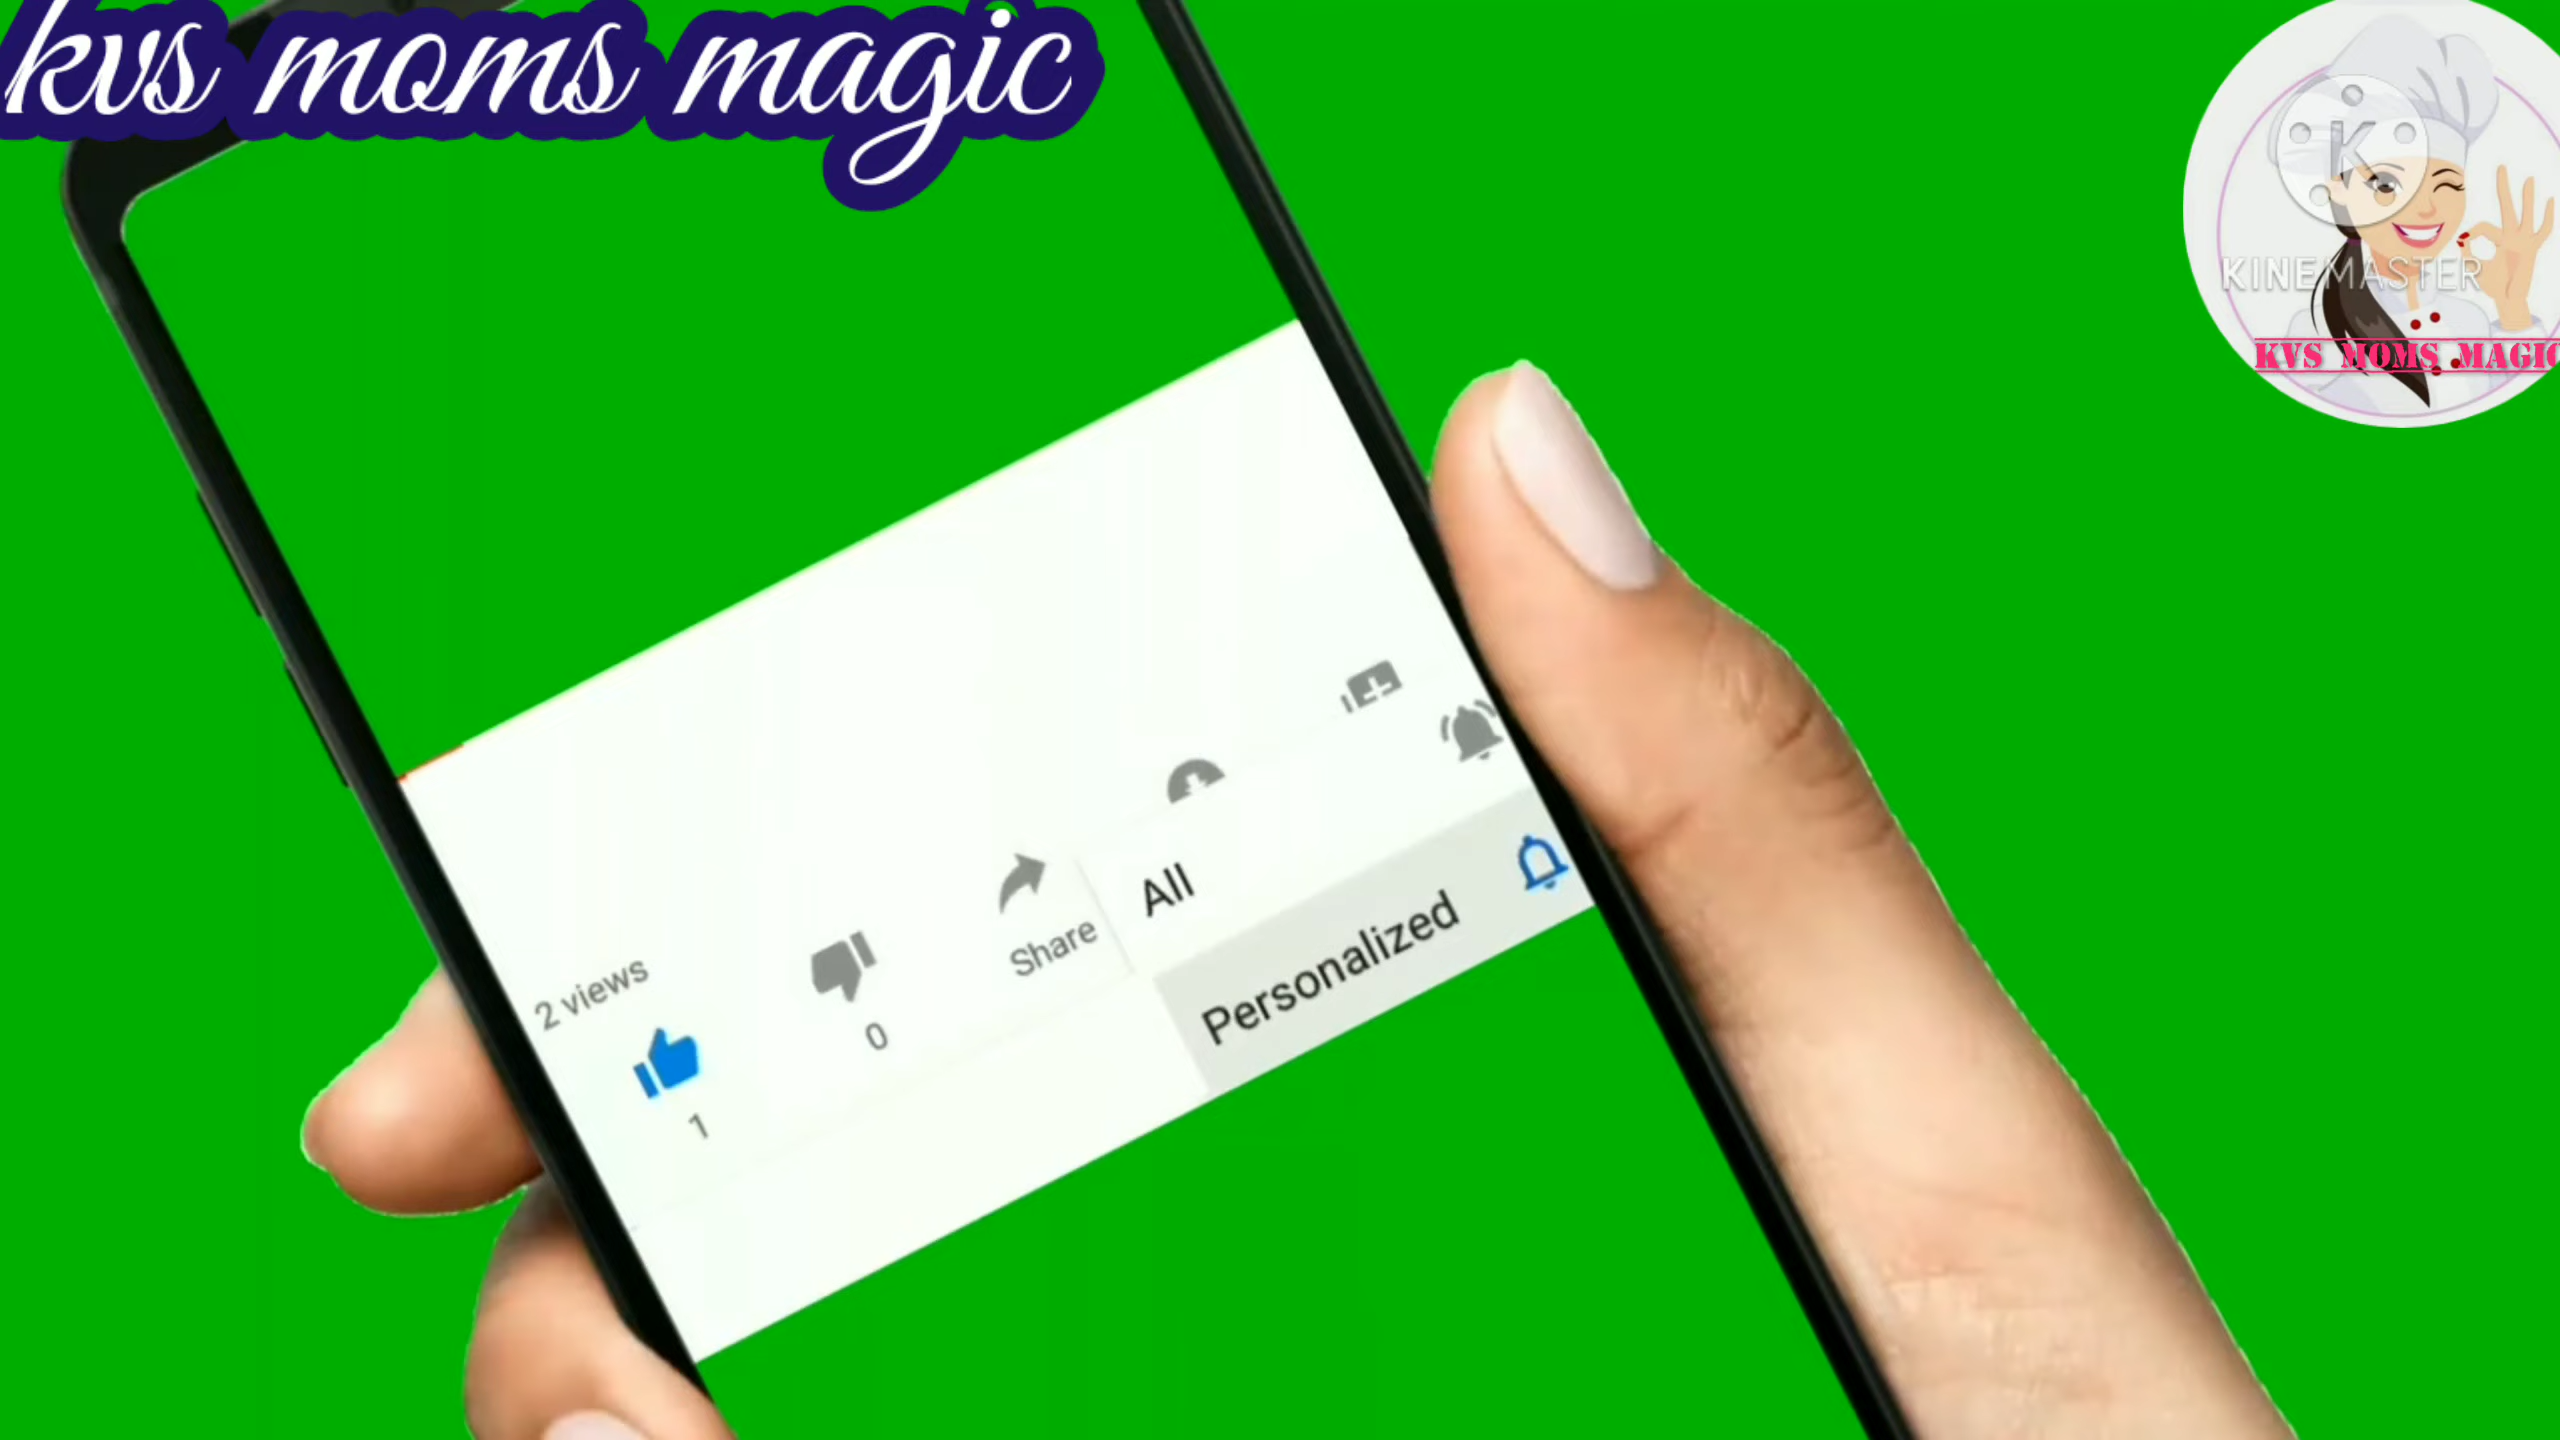 kvs moms magic
K
KINEMASTER
KVS MOMS MAGIC
2 views
1
0
Share
All
Personalized